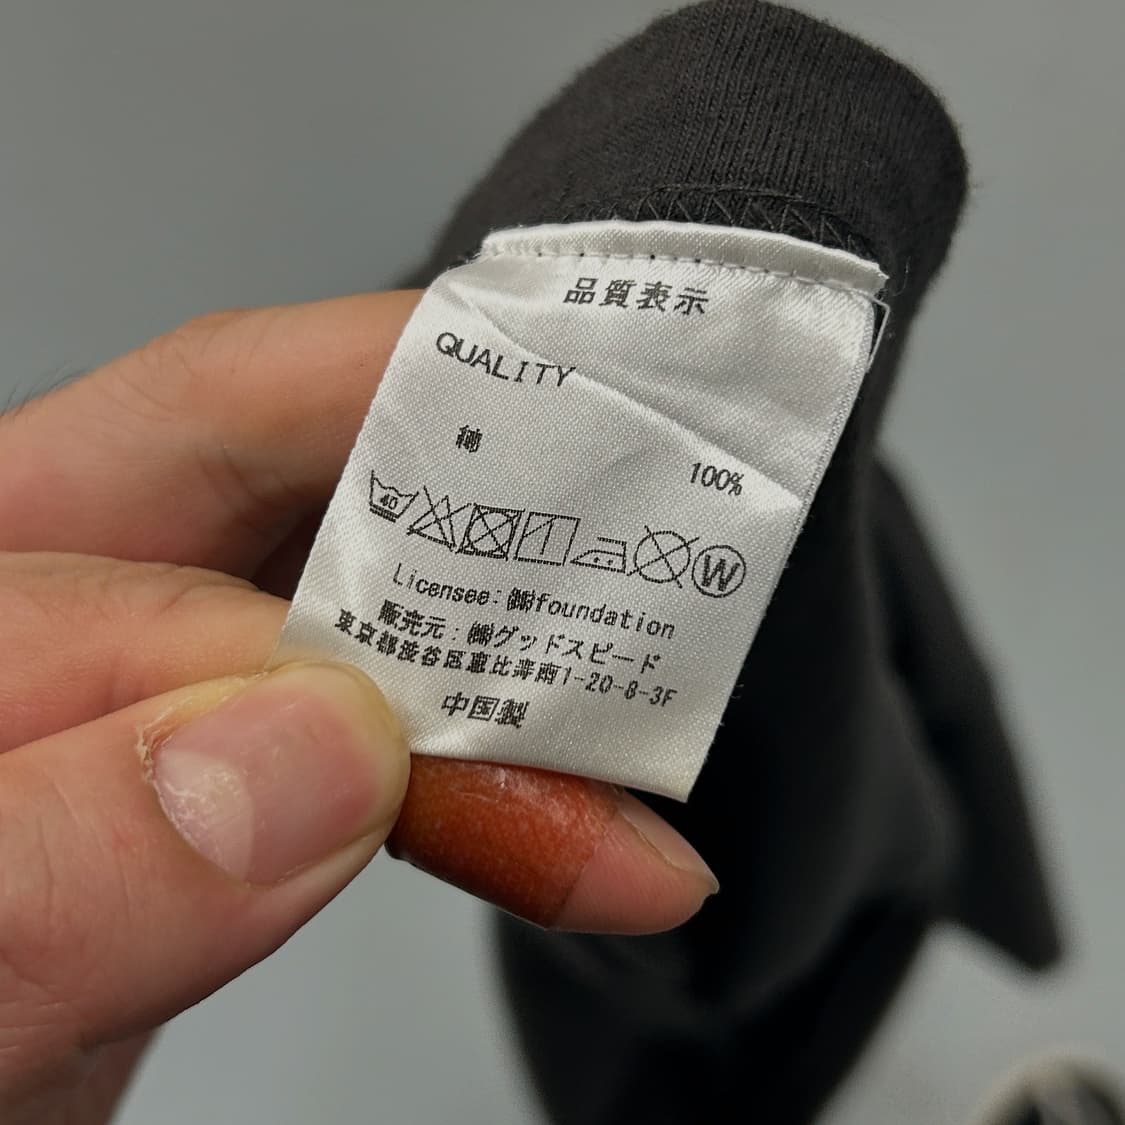 品質表示
QUALITY
綿 100%
40
W
Licensee:㈱foundation
販売元:㈱グッドスピード
東京都渋谷区恵比寿南1-20-8-3F
中国製